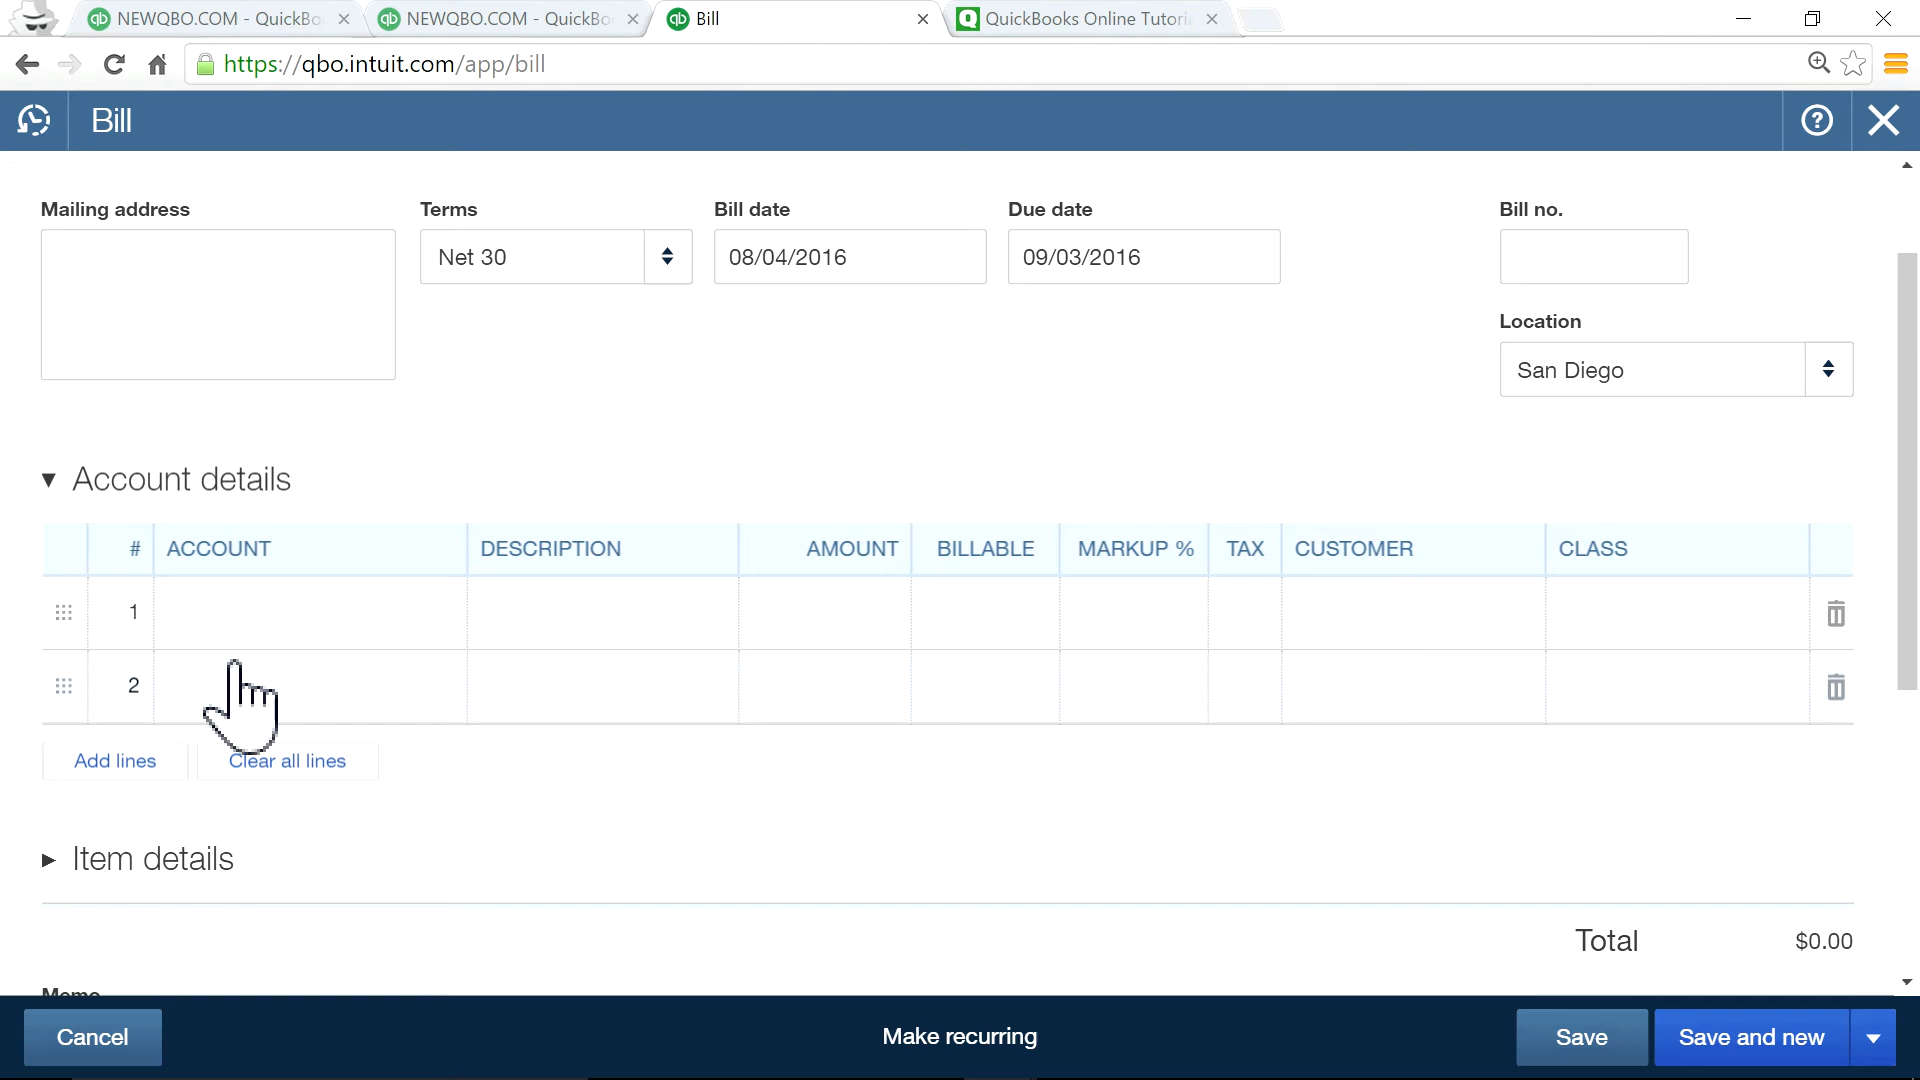 NEWQBO.COM - QuickBo
NEWQBO.COM - QuickBo
Bill
QuickBooks Online Tutori
https://qbo.intuit.com/app/bill
Bill
Mailing address
Terms
Bill date
Due date
Bill no.
Net 30
08/04/2016
09/03/2016
Location
San Diego
Account details
# ACCOUNT DESCRIPTION AMOUNT BILLABLE MARKUP % TAX CUSTOMER CLASS
1
2
Add lines
Clear all lines
Item details
Total $0.00
Memo
Cancel
Make recurring
Save
Save and new